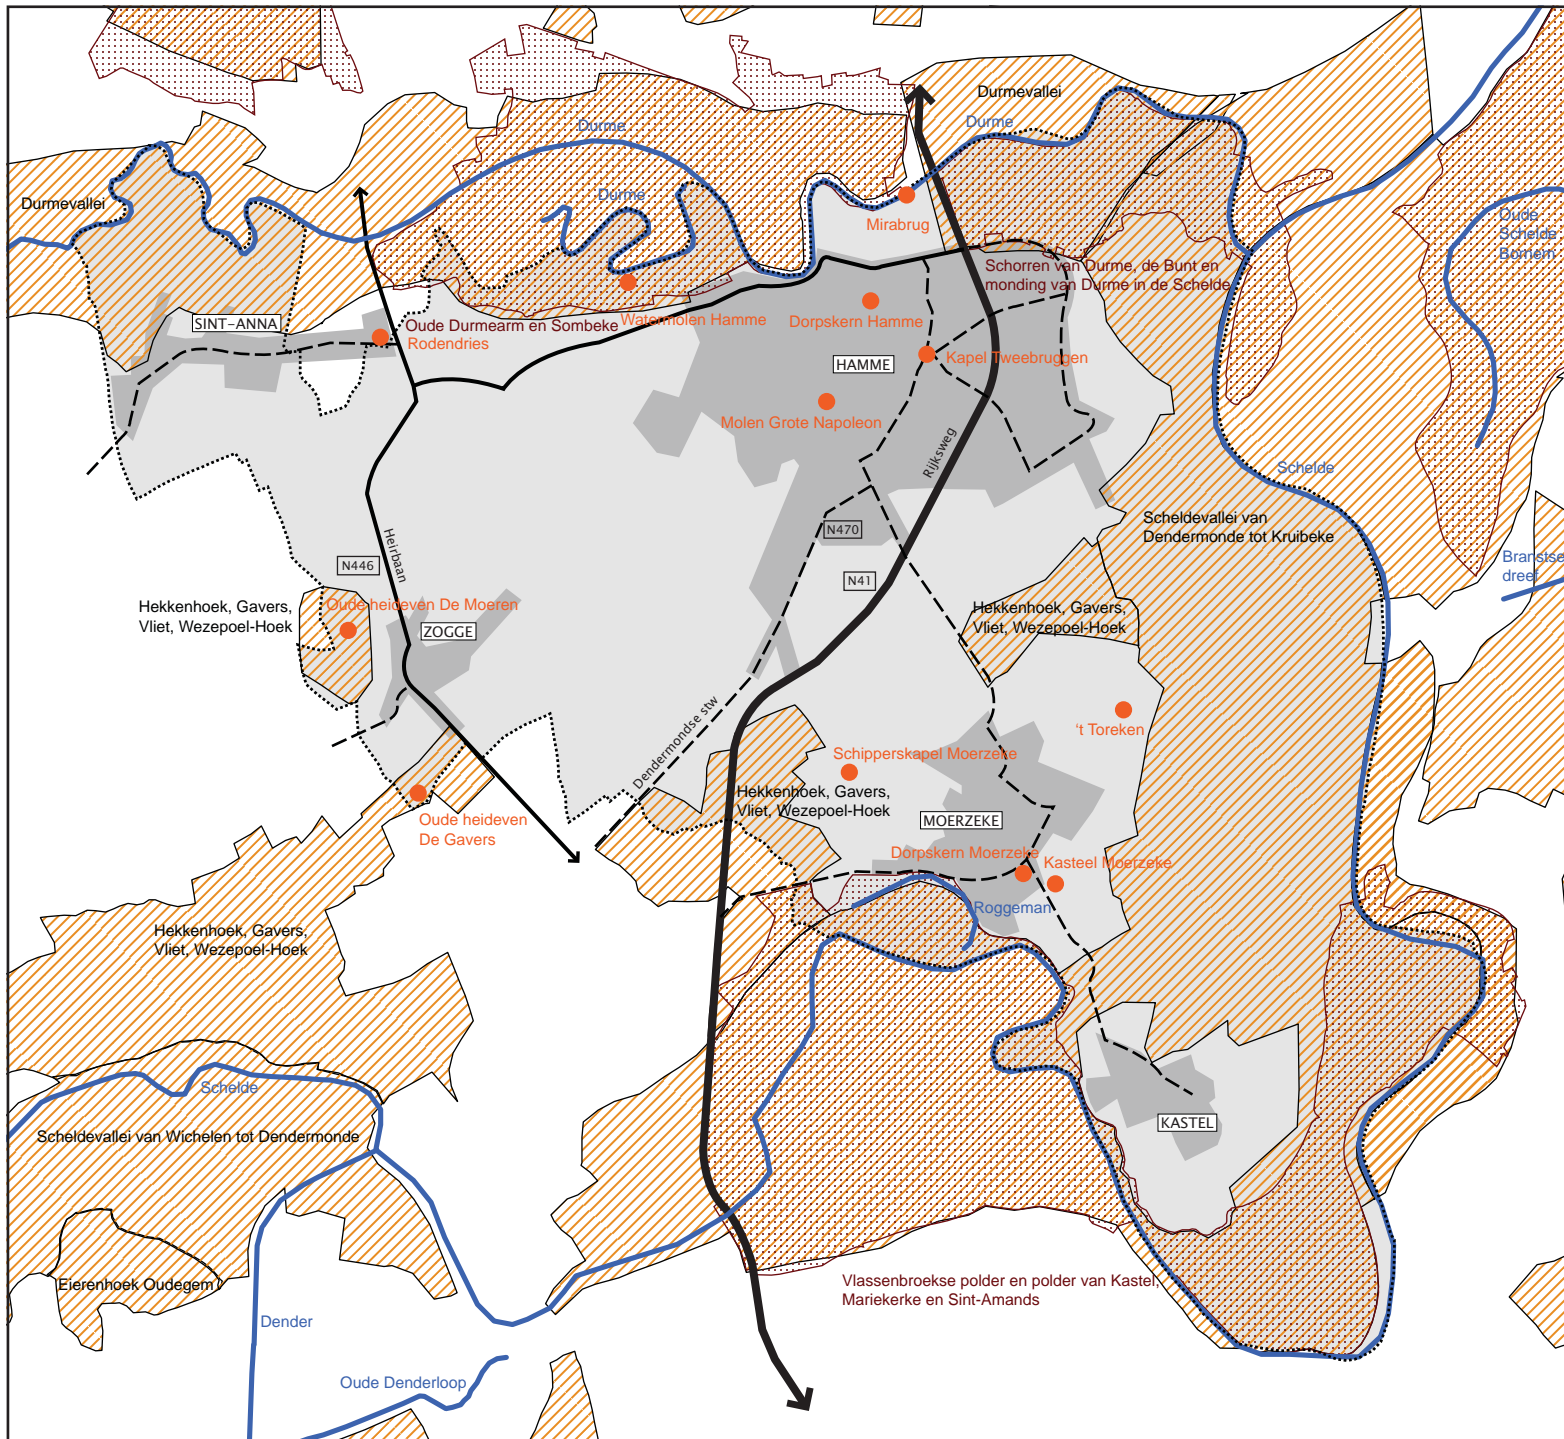 Durmevallei
Durme
Durme
Durme
Durmevallei
Mirabrug
Oude
Schelde
Bornem
Schorren van Durme, de Bunt en
monding van Durme in de Schelde
SINT-ANNA
Oude Durmearm en Sombeke
Rodendries
Watermolen Hamme
Dorpskern Hamme
HAMME
Kapel Tweebruggen
Molen Grote Napoleon
Rijksweg
Schelde
Scheldevallei van
Dendermonde tot Kruibeke
N470
Heirbaan
N446
N41
Branstse
dreef
Hekkenhoek, Gavers,
Vliet, Wezepoel-Hoek
Oude heideven De Moeren
ZOGGE
Hekkenhoek, Gavers,
Vliet, Wezepoel-Hoek
't Toreken
Dendermondse stw
Schipperskapel Moerzeke
Hekkenhoek, Gavers,
Vliet, Wezepoel-Hoek
MOERZEKE
Oude heideven
De Gavers
Dorpskern Moerzeke
Kasteel Moerzeke
Roggeman
Hekkenhoek, Gavers,
Vliet, Wezepoel-Hoek
Schelde
Scheldevallei van Wichelen tot Dendermonde
KASTEL
Eierenhoek Oudegem
Vlassenbroekse polder en polder van Kastel,
Mariekerke en Sint-Amands
Dender
Oude Denderloop